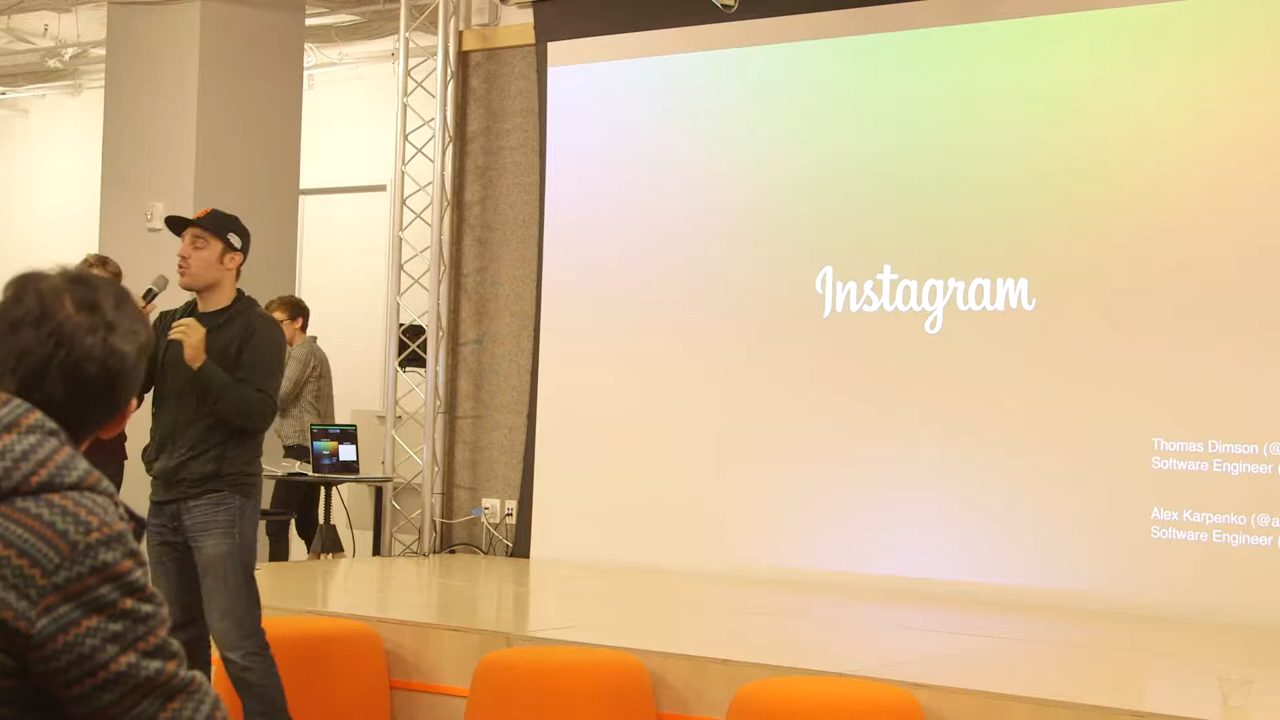 Instagram
Thomas Dimson (@
Software Engineer (
Alex Karpenko (@a
Software Engineer (